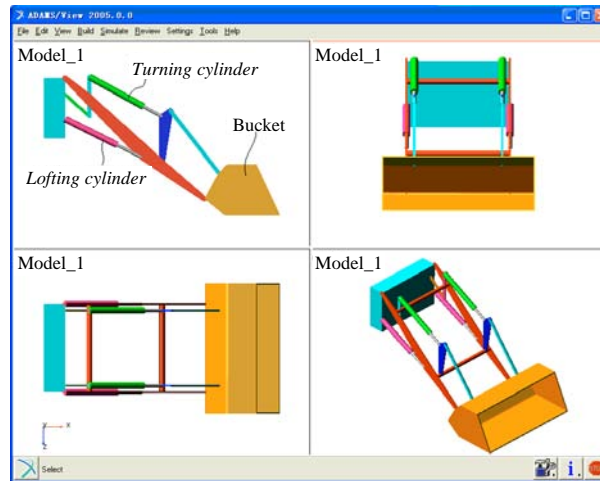 ADAMS/View 2005.0.0
File Edit View Build Simulate Review Settings Tools Help
Model_1
Turning cylinder
Bucket
Lofting cylinder
Model_1
Model_1
x
z
Model_1
Select
i